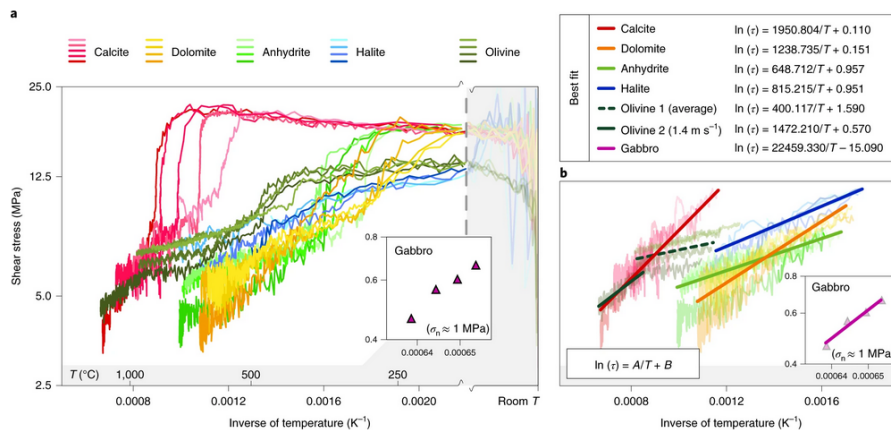 a
Calcite
Dolomite
Anhydrite
Halite
Olivine
25.0
12.5
5.0
2.5
Shear stress (MPa)
Gabbro
0.8
0.6
0.4
(σn ≈ 1 MPa)
0.00064
0.00065
T (°C)
1,000
500
250
0.0008
0.0012
0.0016
0.0020
Room T
Inverse of temperature (K⁻¹)
Best fit
Calcite ln (τ) = 1950.804/T + 0.110
Dolomite ln (τ) = 1238.735/T + 0.151
Anhydrite ln (τ) = 648.712/T + 0.957
Halite ln (τ) = 815.215/T + 0.951
Olivine 1 (average) ln (τ) = 400.117/T + 1.590
Olivine 2 (1.4 m s⁻¹) ln (τ) = 1472.210/T + 0.570
Gabbro ln (τ) = 22459.330/T − 15.090
b
Gabbro
0.8
0.6
0.4
(σn ≈ 1 MPa)
0.00064
0.00065
ln (τ) = A/T + B
0.0008
0.0012
0.0016
Inverse of temperature (K⁻¹)